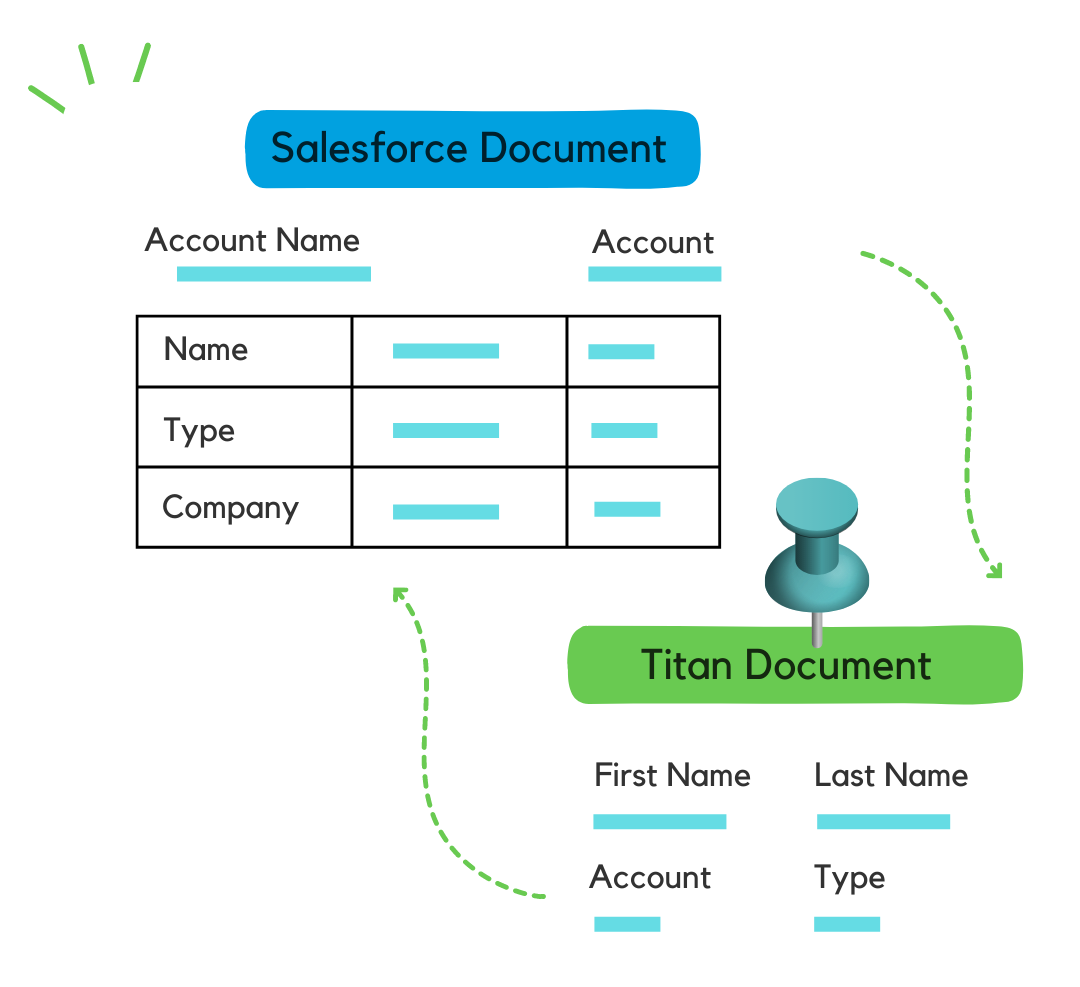 Salesforce Document
Account Name
Account
Name
Type
Company
Titan Document
First Name
Last Name
Account
Type